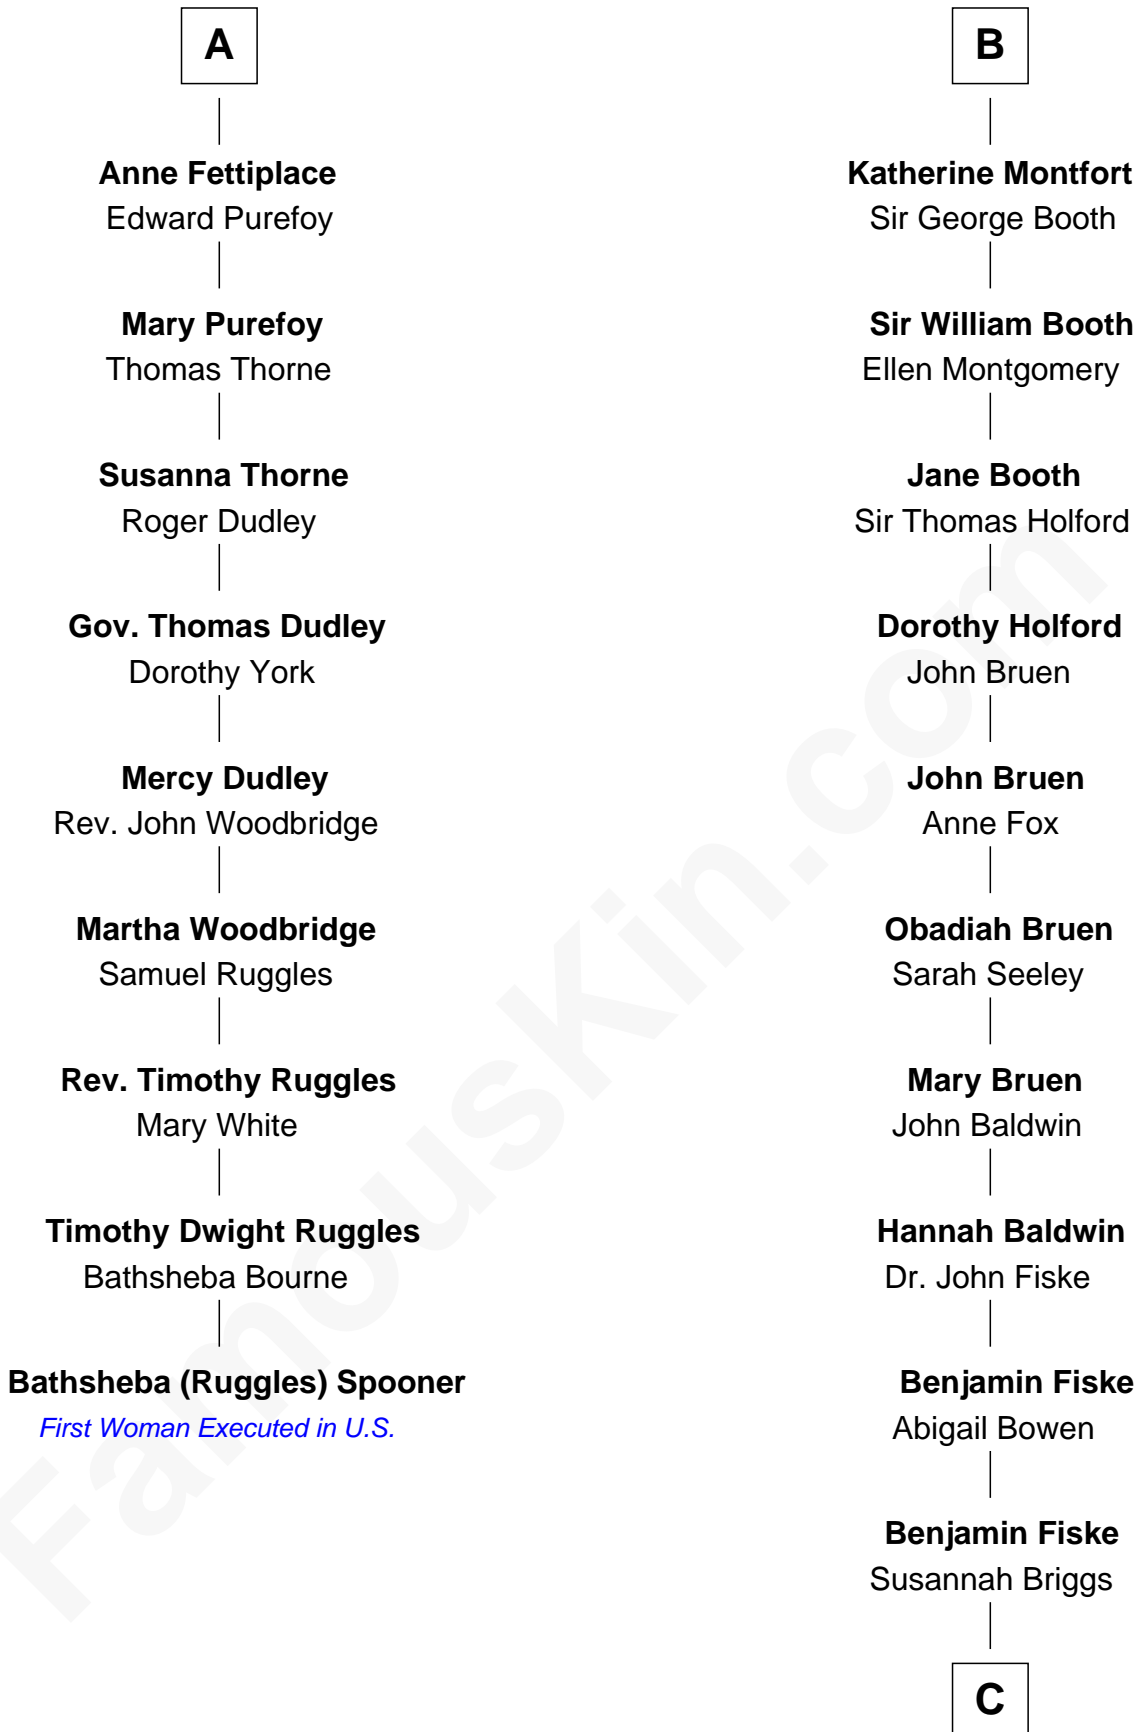 A
Anne Fettiplace
Edward Purefoy
Mary Purefoy
Thomas Thorne
Susanna Thorne
Roger Dudley
Gov. Thomas Dudley
Dorothy York
Mercy Dudley
Rev. John Woodbridge
Martha Woodbridge
Samuel Ruggles
Rev. Timothy Ruggles
Mary White
Timothy Dwight Ruggles
Bathsheba Bourne
Bathsheba (Ruggles) Spooner
First Woman Executed in U.S.
B
Katherine Montfort
Sir George Booth
Sir William Booth
Ellen Montgomery
Jane Booth
Sir Thomas Holford
Dorothy Holford
John Bruen
John Bruen
Anne Fox
Obadiah Bruen
Sarah Seeley
Mary Bruen
John Baldwin
Hannah Baldwin
Dr. John Fiske
Benjamin Fiske
Abigail Bowen
Benjamin Fiske
Susannah Briggs
C
FamousKin.com